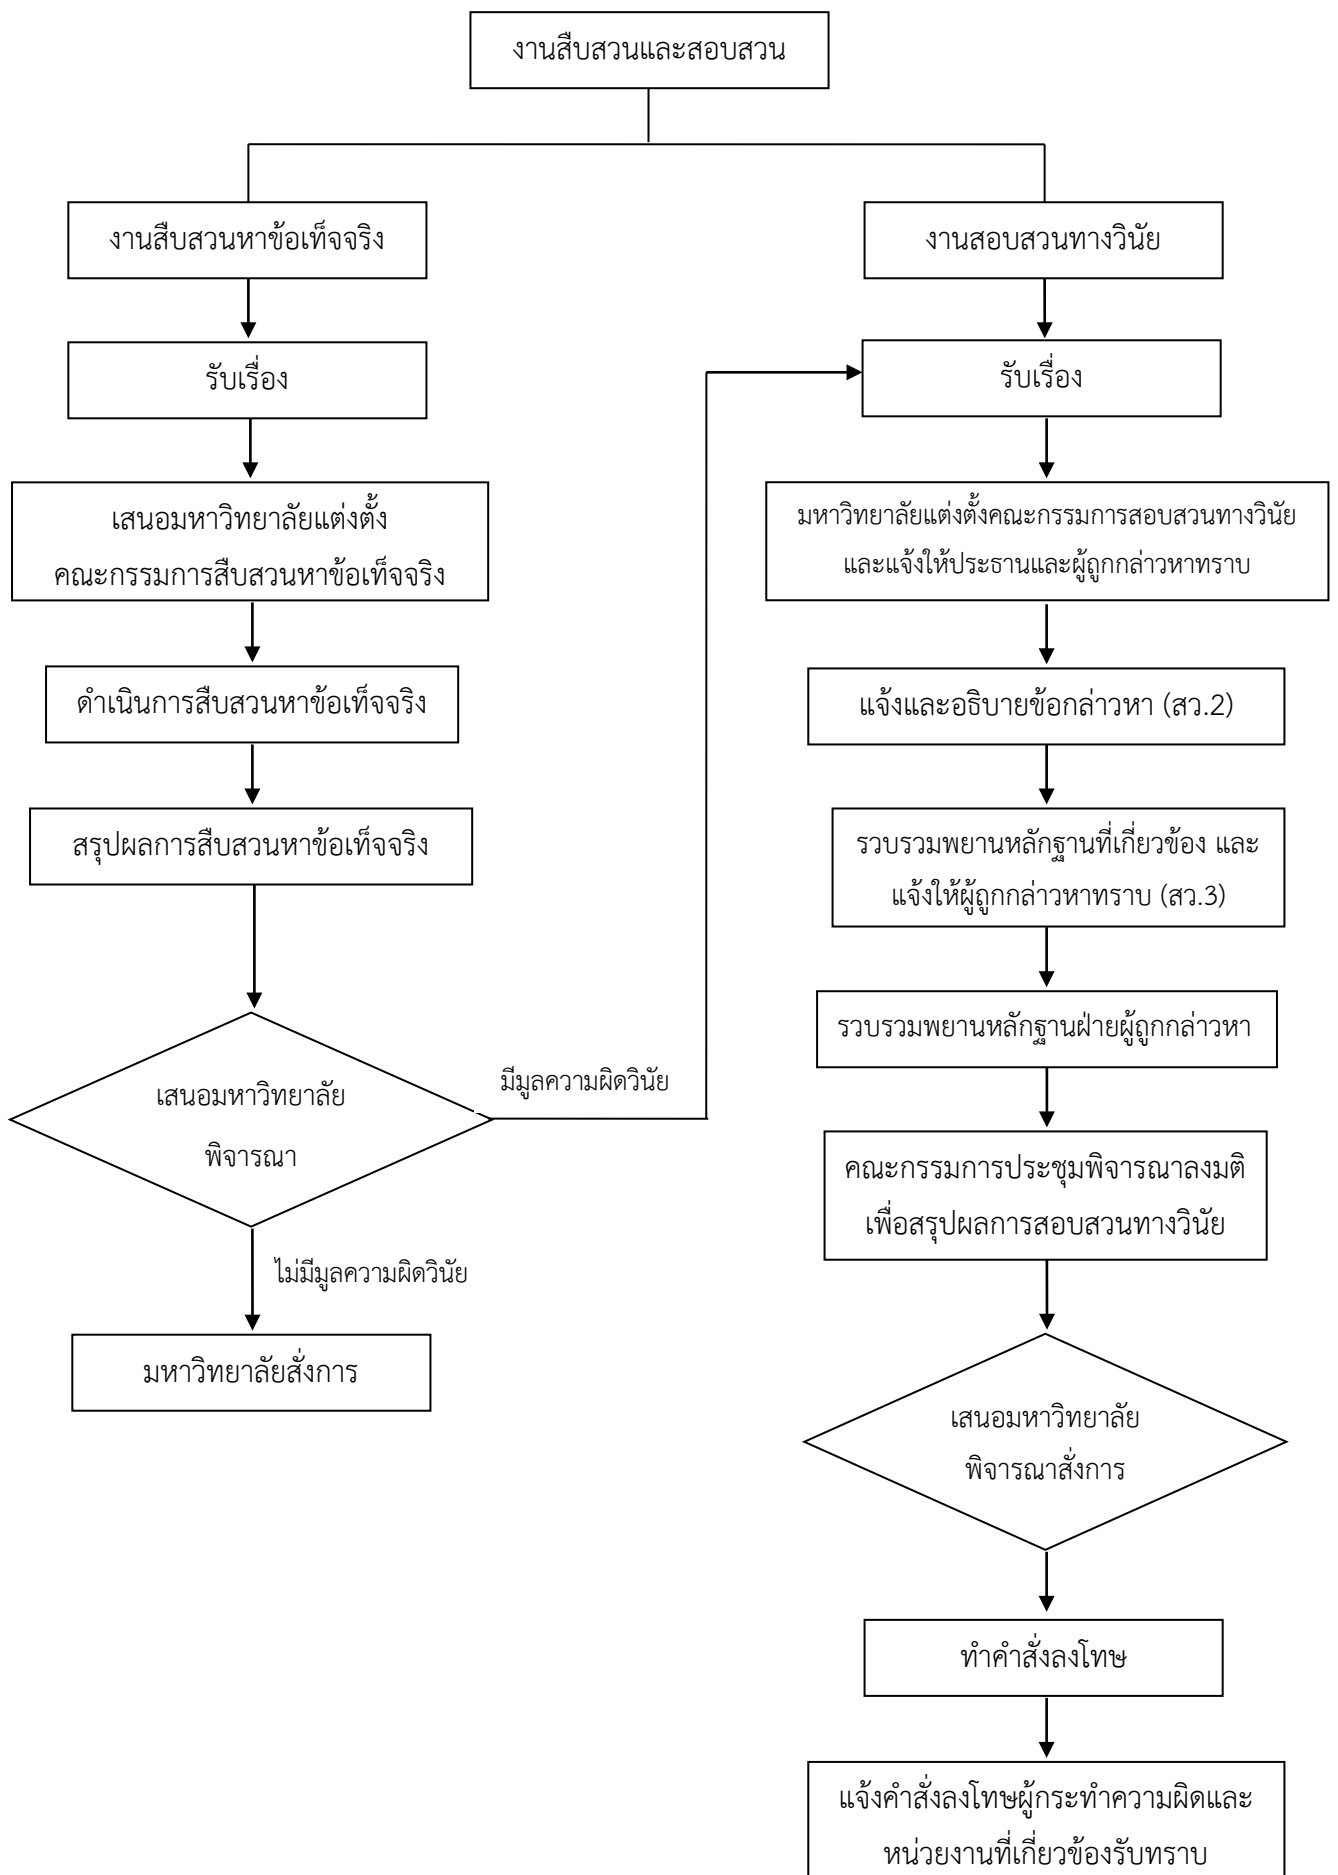 งานสืบสวนและสอบสวน
งานสืบสวนหาข้อเท็จจริง
รับเรื่อง
เสนอมหาวิทยาลัยแต่งตั้ง
คณะกรรมการสืบสวนหาข้อเท็จจริง
ดำเนินการสืบสวนหาข้อเท็จจริง
สรุปผลการสืบสวนหาข้อเท็จจริง
เสนอมหาวิทยาลัย
พิจารณา
มีมูลความผิดวินัย
ไม่มีมูลความผิดวินัย
มหาวิทยาลัยสั่งการ
งานสอบสวนทางวินัย
รับเรื่อง
มหาวิทยาลัยแต่งตั้งคณะกรรมการสอบสวนทางวินัย
และแจ้งให้ประธานและผู้ถูกกล่าวหาทราบ
แจ้งและอธิบายข้อกล่าวหา (สว.2)
รวบรวมพยานหลักฐานที่เกี่ยวข้อง และ
แจ้งให้ผู้ถูกกล่าวหาทราบ (สว.3)
รวบรวมพยานหลักฐานฝ่ายผู้ถูกกล่าวหา
คณะกรรมการประชุมพิจารณาลงมติ
เพื่อสรุปผลการสอบสวนทางวินัย
เสนอมหาวิทยาลัย
พิจารณาสั่งการ
ทำคำสั่งลงโทษ
แจ้งคำสั่งลงโทษผู้กระทำความผิดและ
หน่วยงานที่เกี่ยวข้องรับทราบ